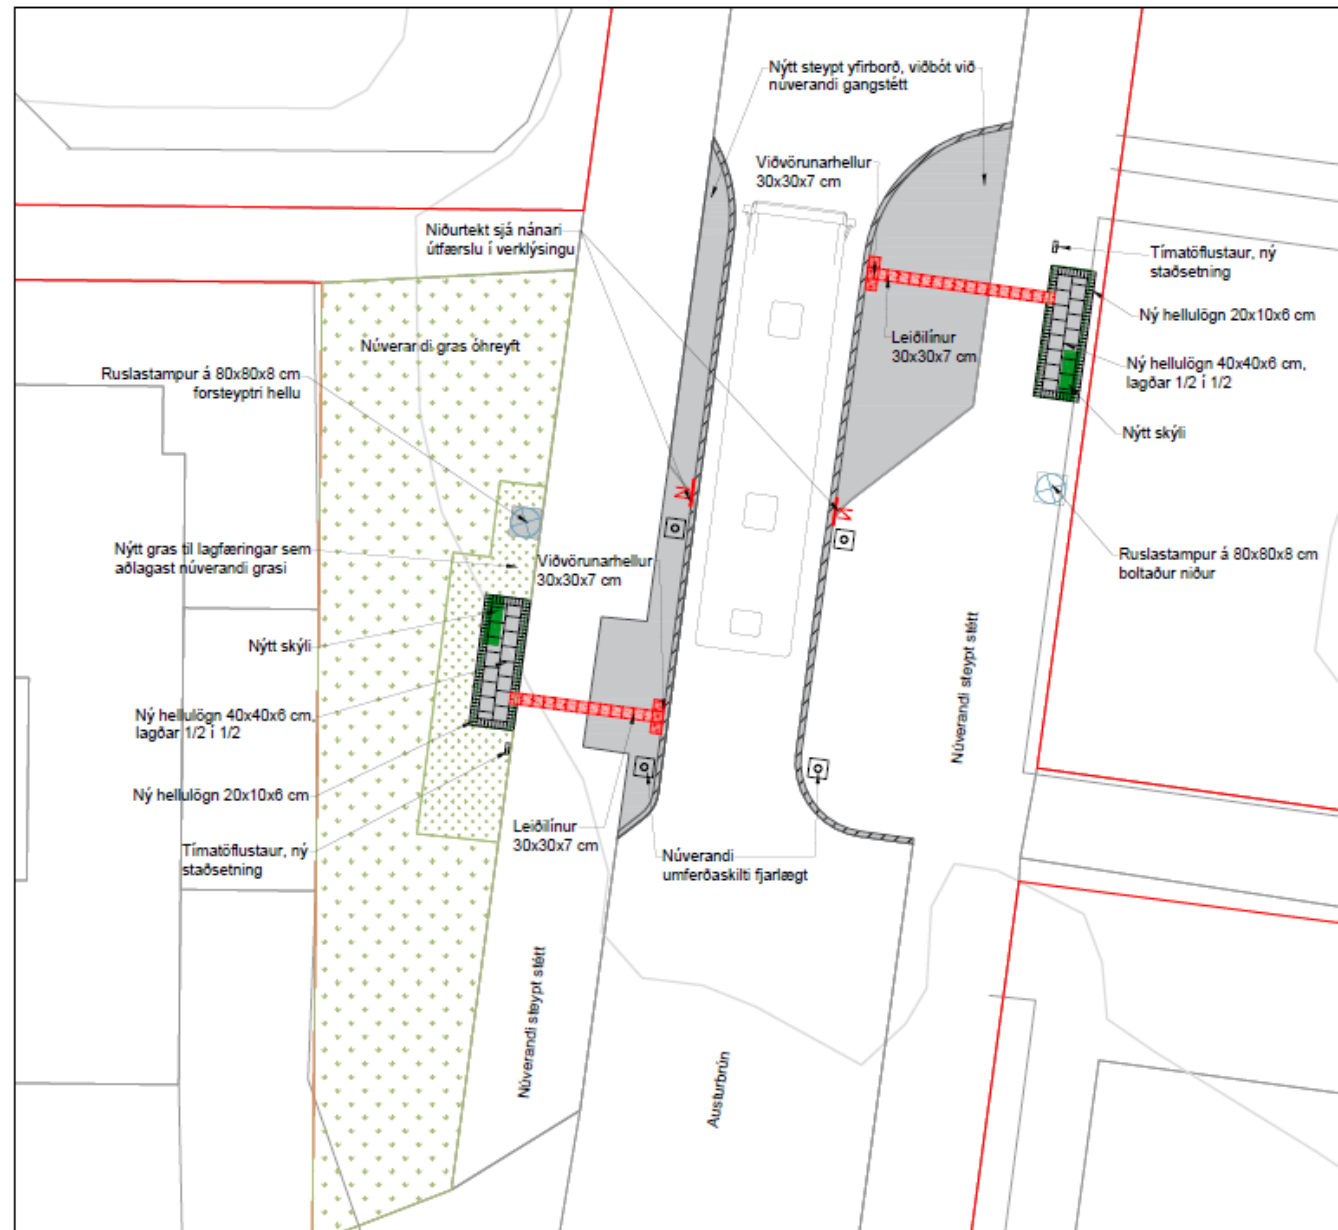 Nýtt steypt yfirborð, viðbót við
núverandi gangstétt
Viðvörunarhellur
30x30x7 cm
Niðurtekt sjá nánari
útfærslu í verklýsingu
Tímatöflustaur, ný
staðsetning
Ný hellulögn 20x10x6 cm
Leiðilínur
30x30x7 cm
Núverandi gras óhreyft
Ruslastampur á 80x80x8 cm
forsteyptri hellu
Ný hellulögn 40x40x6 cm,
lagðar 1/2 í 1/2
Nýtt skýli
N
N
Nýtt gras til lagfæringar sem
aðlagast núverandi grasi
Viðvörunarhellur
30x30x7 cm
Ruslastampur á 80x80x8 cm
boltaður niður
Nýtt skýli
Núverandi steypt stétt
Ný hellulögn 40x40x6 cm,
lagðar 1/2 í 1/2
Ný hellulögn 20x10x6 cm
Leiðilínur
30x30x7 cm
Tímatöflustaur, ný
staðsetning
Núverandi
umferðaskilti fjarlægt
Núverandi steypt stétt
Austurbrún